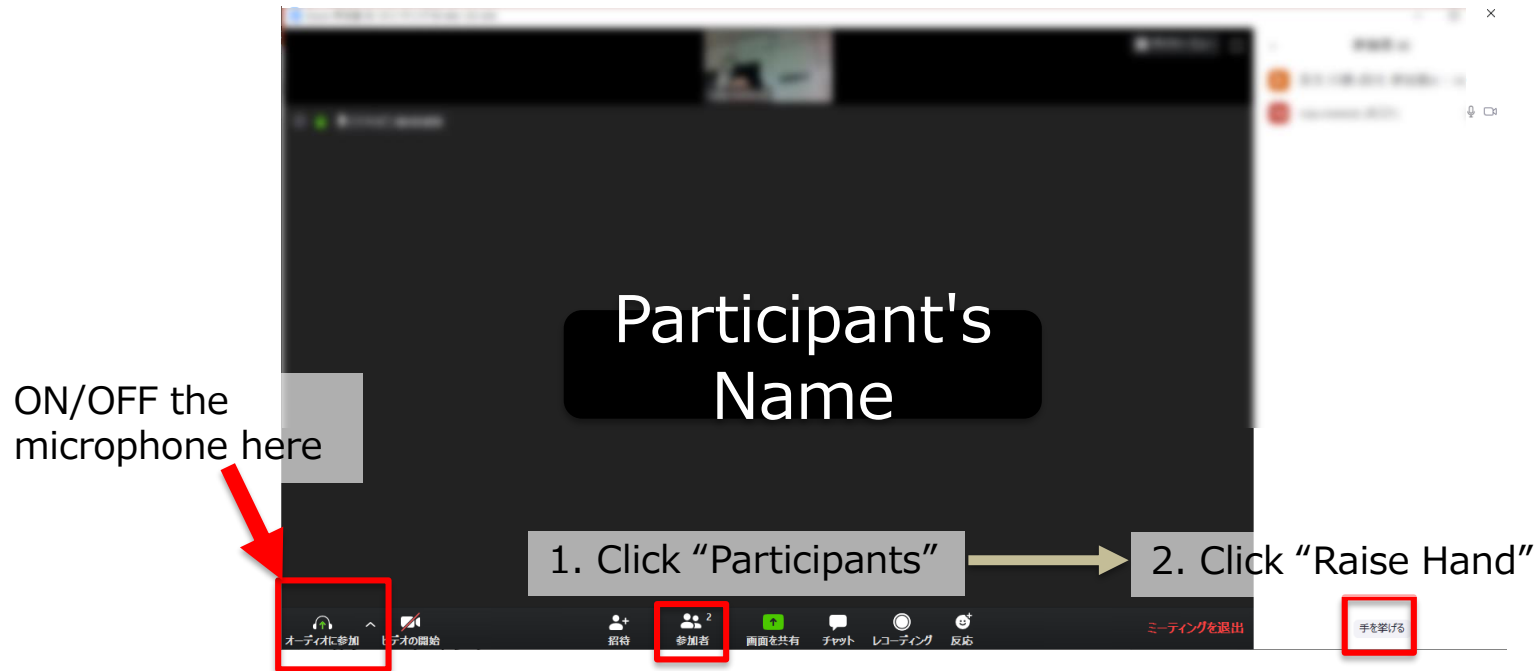 Participant's
Name
ON/OFF the
microphone here
1. Click “Participants”
2. Click “Raise Hand”
オーディオに参加
ビデオの開始
招待
2
参加者
画面を共有
チャット
レコーディング
反応
ミーティングを退出
手を挙げる